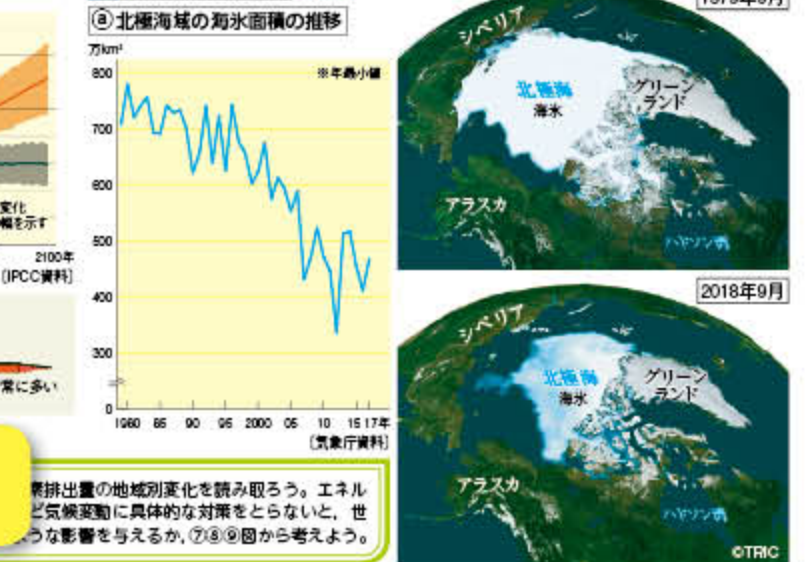 ⓐ北極海域の海氷面積の推移
万km²
※年最小値
800
700
600
500
400
300
0
1980 85 90 95 2000 05 10 15 17年
〔気象庁資料〕
変化
幅を示す
2100年
〔IPCC資料〕
常に多い
シベリア
北極海
海氷
グリーン
ランド
アラスカ
ハドソン湾
2018年9月
シベリア
北極海
海氷
グリーン
ランド
アラスカ
ハドソン湾
©TRIC
排出量の地域別変化を読み取ろう。エネル
ど気候変動に具体的な対策をとらないと，世
うな影響を与えるか，⑦⑧⑨図から考えよう。